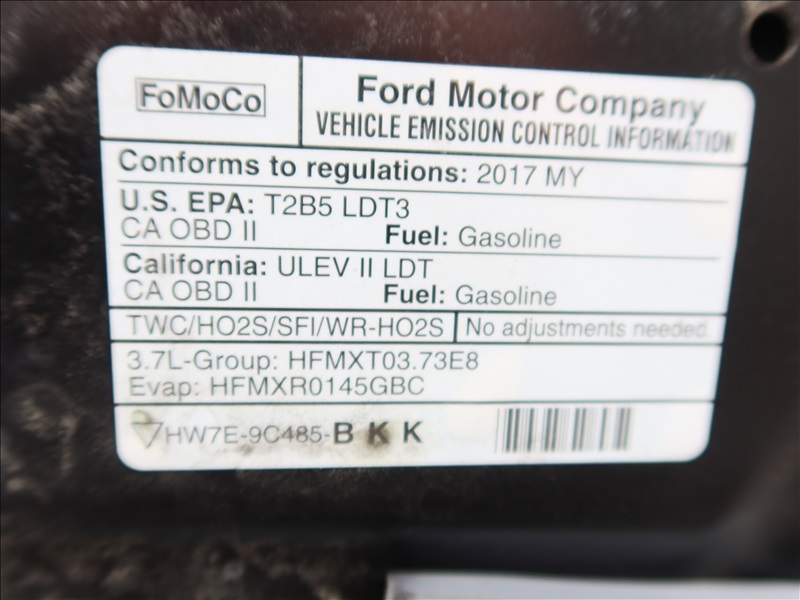 FoMoCo
Ford Motor Company
VEHICLE EMISSION CONTROL INFORMATION
Conforms to regulations: 2017 MY
U.S. EPA: T2B5 LDT3
CA OBD II Fuel: Gasoline
California: ULEV II LDT
CA OBD II Fuel: Gasoline
TWC/HO2S/SFI/WR-HO2S No adjustments needed.
3.7L-Group: HFMXT03.73E8
Evap: HFMXR0145GBC
HW7E-9C485-B K K